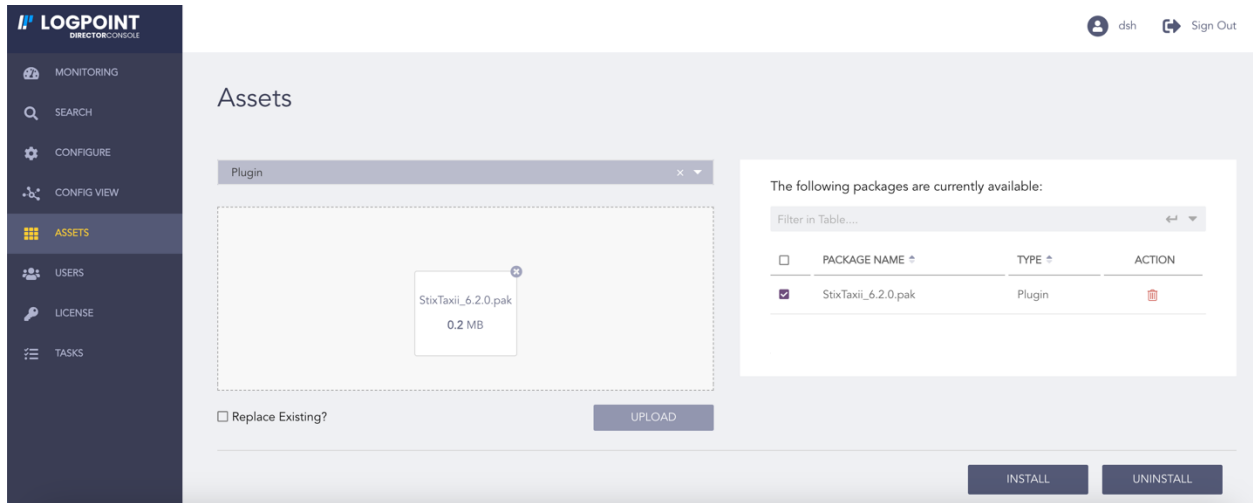 LOGPOINT
DIRECTORCONSOLE
dsh
Sign Out
MONITORING
SEARCH
CONFIGURE
CONFIG VIEW
ASSETS
USERS
LICENSE
TASKS
Assets
Plugin
StixTaxii_6.2.0.pak
0.2 MB
Replace Existing?
UPLOAD
The following packages are currently available:
Filter in Table....
PACKAGE NAME TYPE ACTION
StixTaxii_6.2.0.pak Plugin
INSTALL UNINSTALL